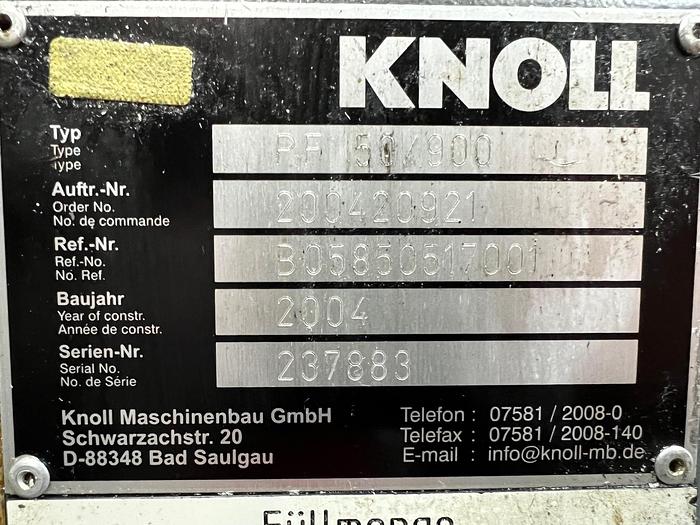 KNOLL
Typ
Type
Type
PF 50/900
Auftr.-Nr.
Order No.
No. de commande
200420921
Ref.-Nr.
Ref.-No.
No. Ref.
B05850517001
Baujahr
Year of constr.
Année de constr.
2004
Serien-Nr.
Serial No.
No. de Série
237883
Knoll Maschinenbau GmbH
Schwarzachstr. 20
D-88348 Bad Saulgau
Telefon : 07581 / 2008-0
Telefax : 07581 / 2008-140
E-mail : info@knoll-mb.de
Füllmenge